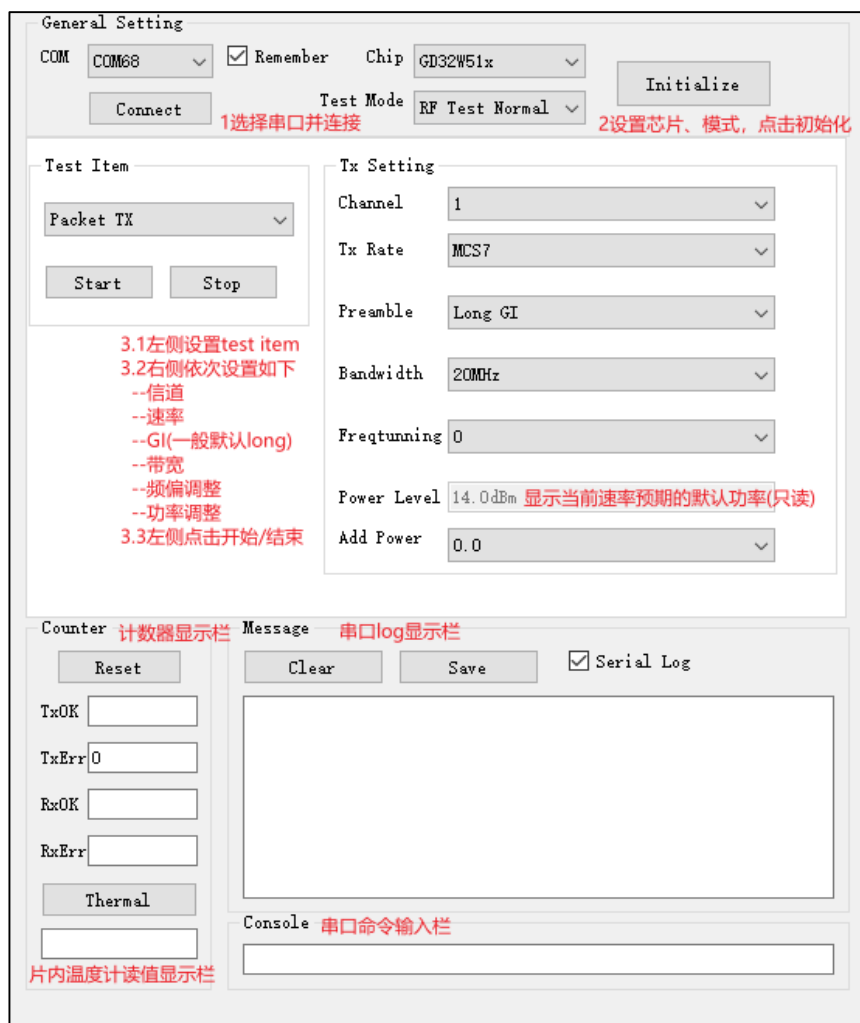 General Setting
COM COM68 Remember Chip GD32W51x Initialize
Connect Test Mode RF Test Normal
1选择串口并连接 2设置芯片、模式，点击初始化
Test Item
Packet TX
Start Stop
3.1左侧设置test item
3.2右侧依次设置如下
--信道
--速率
--GI(一般默认long)
--带宽
--频偏调整
--功率调整
3.3左侧点击开始/结束
Tx Setting
Channel 1
Tx Rate MCS7
Preamble Long GI
Bandwidth 20MHz
Freqtunning 0
Power Level 14.0dBm 显示当前速率预期的默认功率(只读)
Add Power 0.0
Counter 计数器显示栏
Reset
TxOK
TxErr 0
RxOK
RxErr
Thermal
片内温度计读值显示栏
Message 串口log显示栏
Clear Save Serial Log
Console 串口命令输入栏